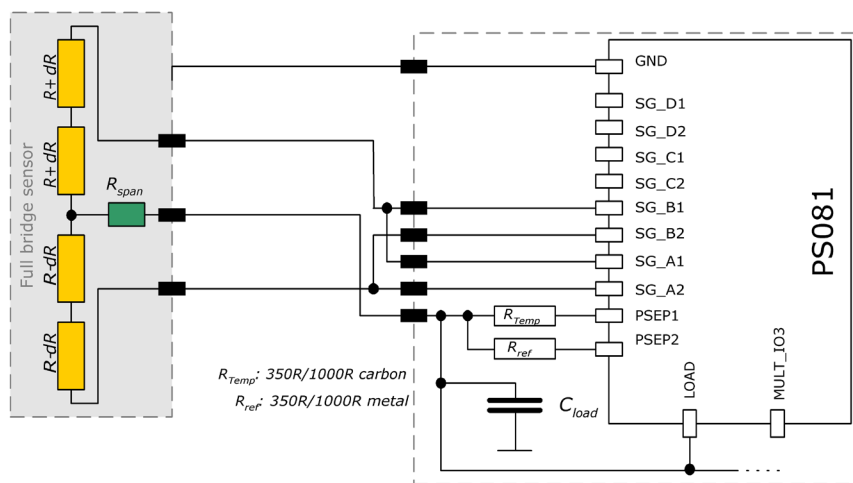 Full bridge sensor
R+dR
R+dR
R-dR
R-dR
Rspan
GND
SG_D1
SG_D2
SG_C1
SG_C2
SG_B1
SG_B2
SG_A1
SG_A2
PSEP1
PSEP2
PS081
RTemp
Rref
RTemp: 350R/1000R carbon
Rref: 350R/1000R metal
Cload
LOAD
MULT_IO3